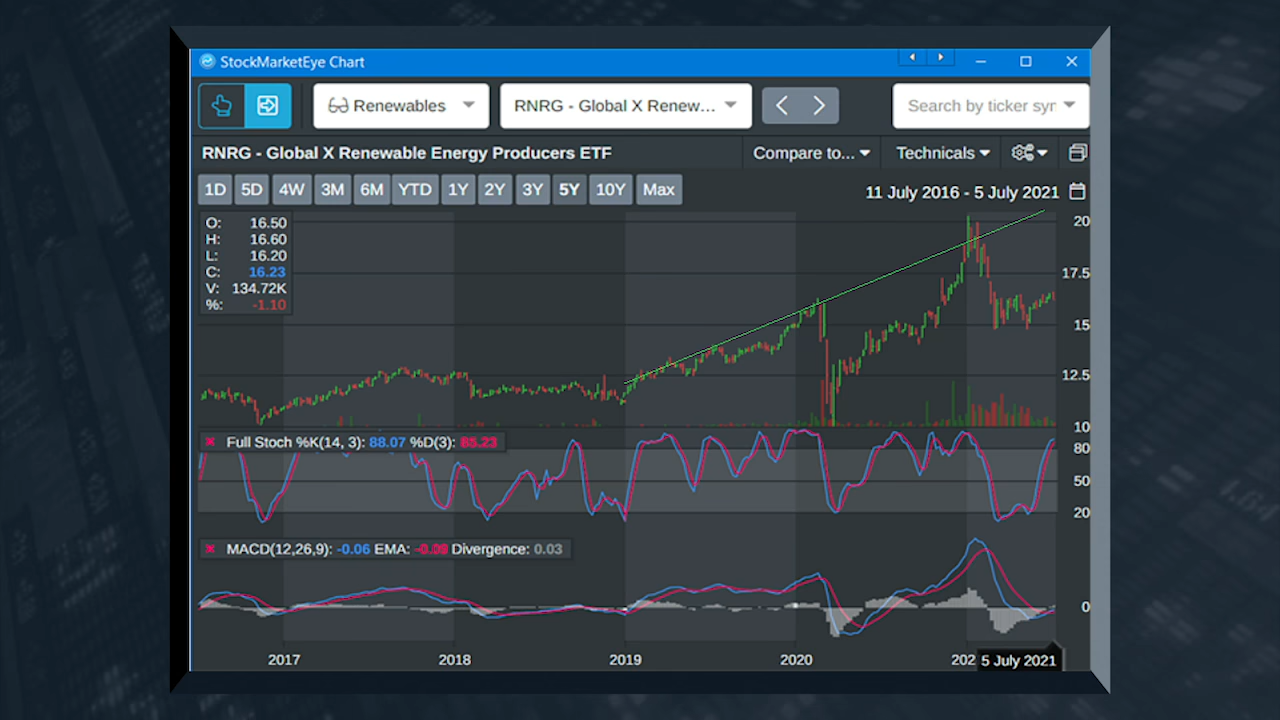 StockMarketEye Chart
Renewables
RNRG - Global X Renew...
Search by ticker syr
RNRG - Global X Renewable Energy Producers ETF
Compare to...
Technicals
1D 5D 4W 3M 6M YTD 1Y 2Y 3Y 5Y 10Y Max
11 July 2016 - 5 July 2021
O: 16.50
H: 16.60
L: 16.20
C: 16.23
V: 134.72K
%: -1.10
20
17.5
15
12.5
10
Full Stoch %K(14, 3): 88.07 %D(3): 85.23
80
50
20
MACD(12,26,9): -0.06 EMA: -0.09 Divergence: 0.03
0
2017 2018 2019 2020 202
5 July 2021